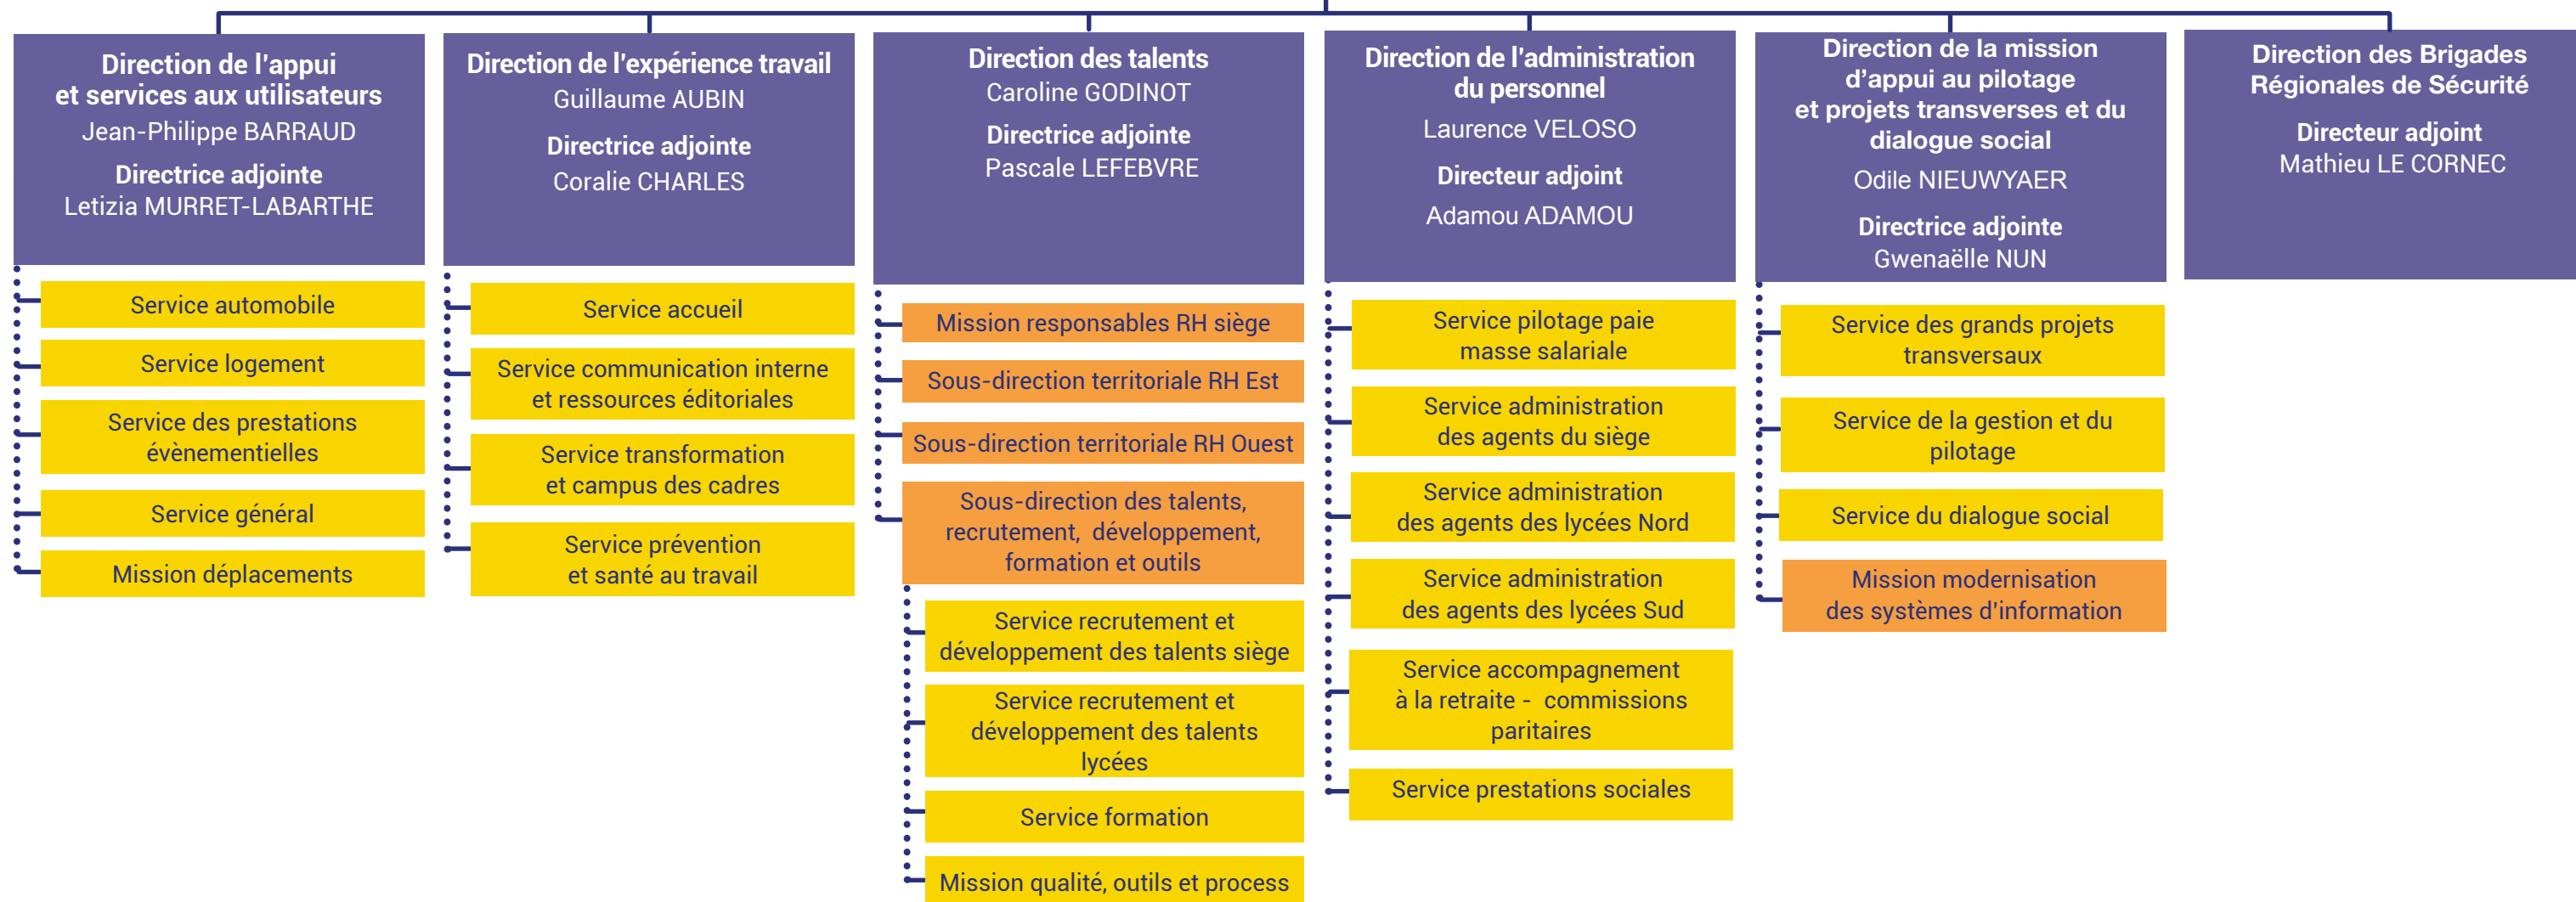 Direction de l'appui
et services aux utilisateurs
Jean-Philippe BARRAUD
Directrice adjointe
Letizia MURRET-LABARTHE
Service automobile
Service logement
Service des prestations
évènementielles
Service général
Mission déplacements
Direction de l'expérience travail
Guillaume AUBIN
Directrice adjointe
Coralie CHARLES
Service accueil
Service communication interne
et ressources éditoriales
Service transformation
et campus des cadres
Service prévention
et santé au travail
Direction des talents
Caroline GODINOT
Directrice adjointe
Pascale LEFEBVRE
Mission responsables RH siège
Sous-direction territoriale RH Est
Sous-direction territoriale RH Ouest
Sous-direction des talents,
recrutement, développement,
formation et outils
Service recrutement et
développement des talents siège
Service recrutement et
développement des talents
lycées
Service formation
Mission qualité, outils et process
Direction de l'administration
du personnel
Laurence VELOSO
Directeur adjoint
Adamou ADAMOU
Service pilotage paie
masse salariale
Service administration
des agents du siège
Service administration
des agents des lycées Nord
Service administration
des agents des lycées Sud
Service accompagnement
à la retraite - commissions
paritaires
Service prestations sociales
Direction de la mission
d’appui au pilotage
et projets transverses et du
dialogue social
Odile NIEUWYAER
Directrice adjointe
Gwenaëlle NUN
Service des grands projets
transversaux
Service de la gestion et du
pilotage
Service du dialogue social
Mission modernisation
des systèmes d'information
Direction des Brigades
Régionales de Sécurité
Directeur adjoint
Mathieu LE CORNEC